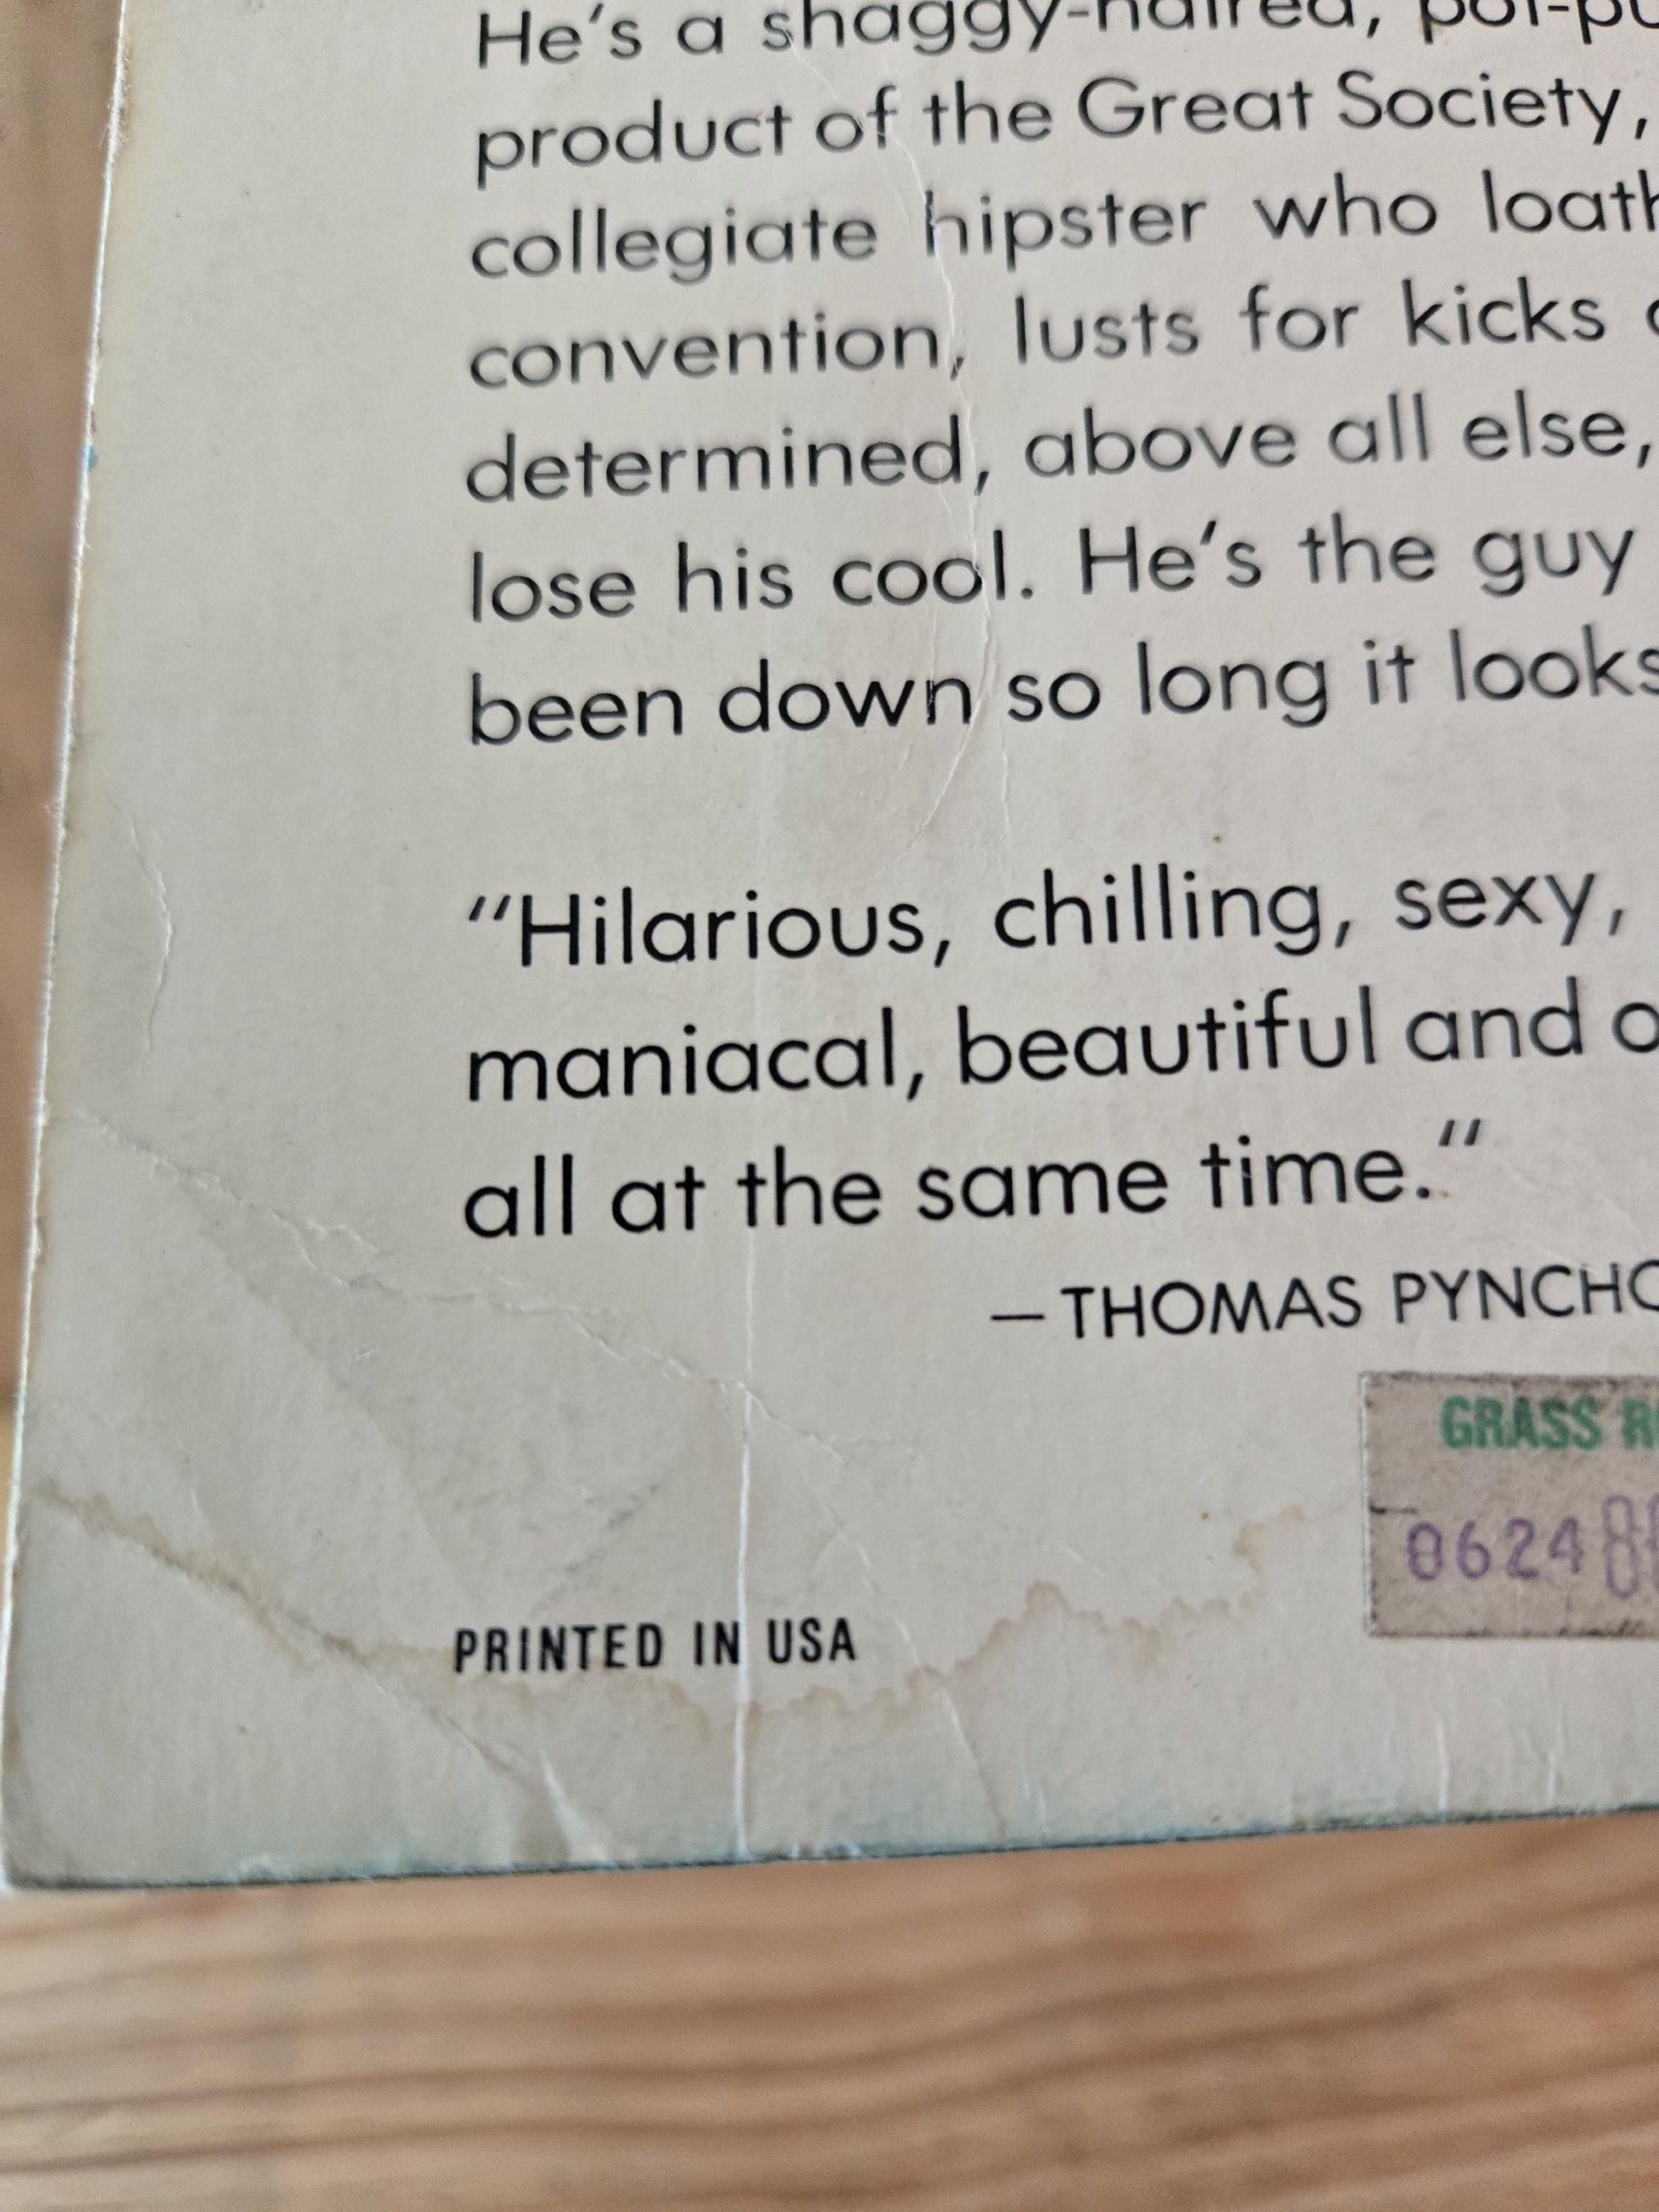 He's a shaggy-haired,
product of the Great Society,
collegiate hipster who
convention, lusts for kicks
determined, above all else,
lose his cool. He's the guy
been down so long it looks
"Hilarious, chilling, sexy,
maniacal, beautiful and
all at the same time."
—THOMAS
GRASS
0624
PRINTED IN USA